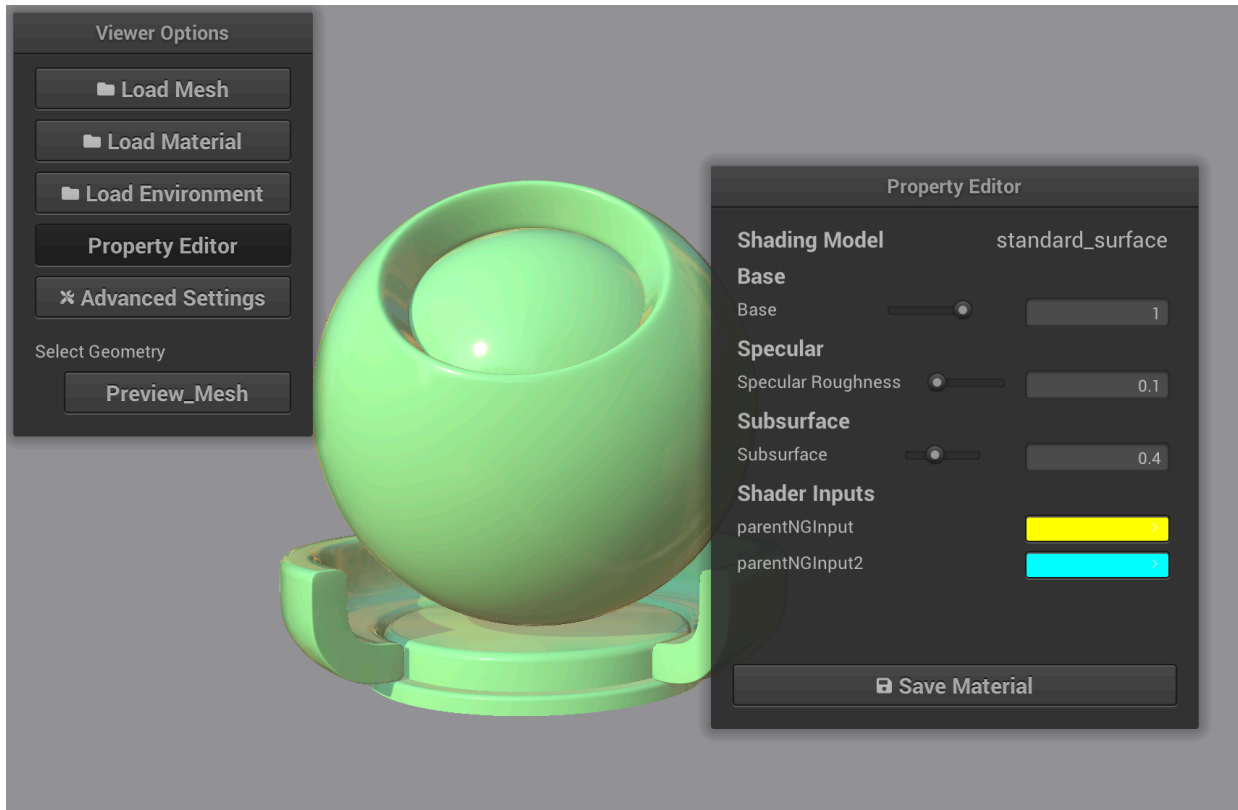 Viewer Options
Load Mesh
Load Material
Load Environment
Property Editor
Advanced Settings
Select Geometry
Preview_Mesh
Property Editor
Shading Model standard_surface
Base
Base 1
Specular
Specular Roughness 0.1
Subsurface
Subsurface 0.4
Shader Inputs
parentNGInput
parentNGInput2
Save Material